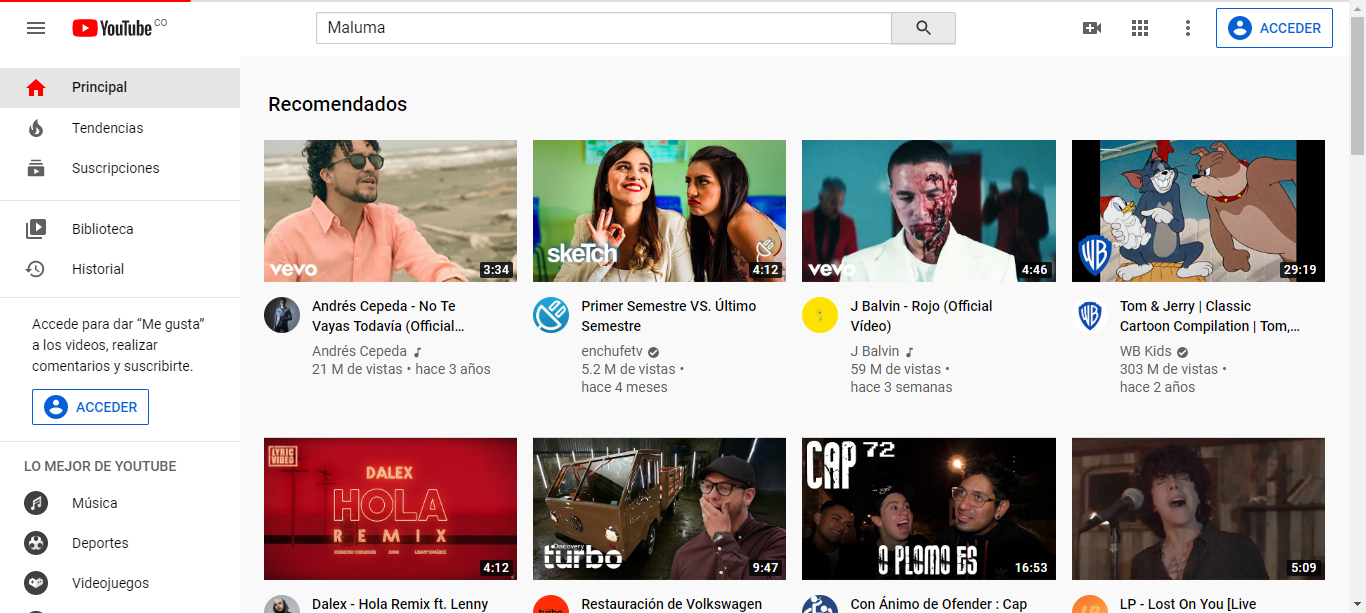 YouTube CO
Maluma
ACCEDER
Principal
Tendencias
Suscripciones
Biblioteca
Historial
Accede para dar “Me gusta”
a los videos, realizar
comentarios y suscribirte.
ACCEDER
LO MEJOR DE YOUTUBE
Música
Deportes
Videojuegos
Recomendados
vevo
3:34
Andrés Cepeda - No Te
Vayas Todavía (Official...
Andrés Cepeda
21 M de vistas • hace 3 años
skeTch
4:12
Primer Semestre VS. Último
Semestre
enchufetv
5.2 M de vistas •
hace 4 meses
vevo
4:46
J Balvin - Rojo (Official
Vídeo)
J Balvin
59 M de vistas •
hace 3 semanas
WB
29:19
WB
Tom & Jerry | Classic
Cartoon Compilation | Tom,...
WB Kids
303 M de vistas •
hace 2 años
LYRIC
VIDEO
DALEX
HOLA
REMIX
4:12
Dalex - Hola Remix ft. Lenny
Discovery
turbo
9:47
turbo
Restauración de Volkswagen
CAP 72
O PLOMO ES
16:53
Con Ánimo de Ofender : Cap
5:09
LP - Lost On You [Live